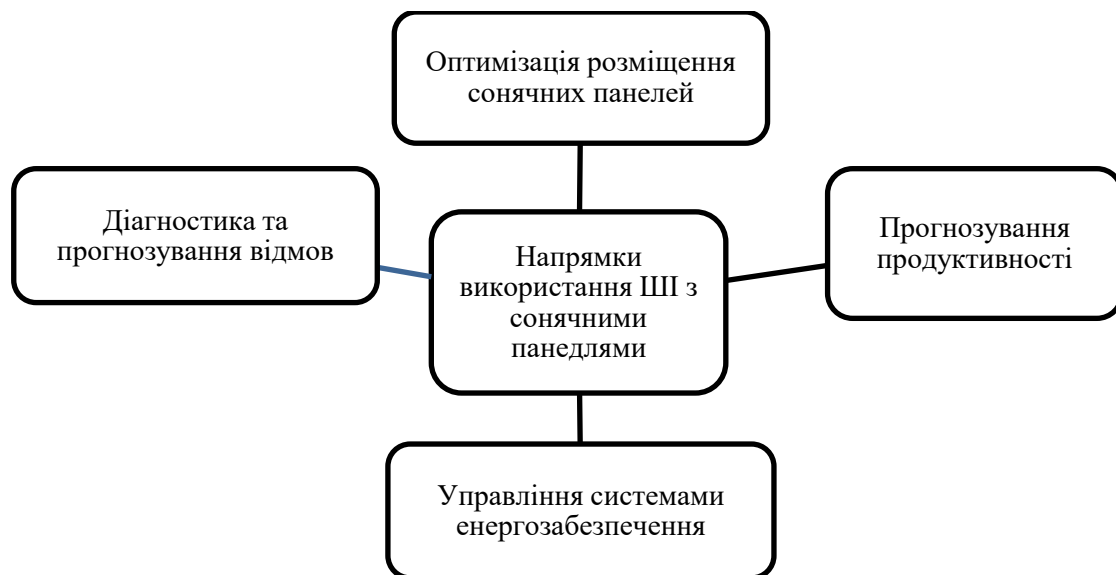 Оптимізація розміщення
сонячних панелей
Діагностика та
прогнозування відмов
Напрямки
використання ШІ з
сонячними
панедлями
Прогнозування
продуктивності
Управління системами
енергозабезпечення